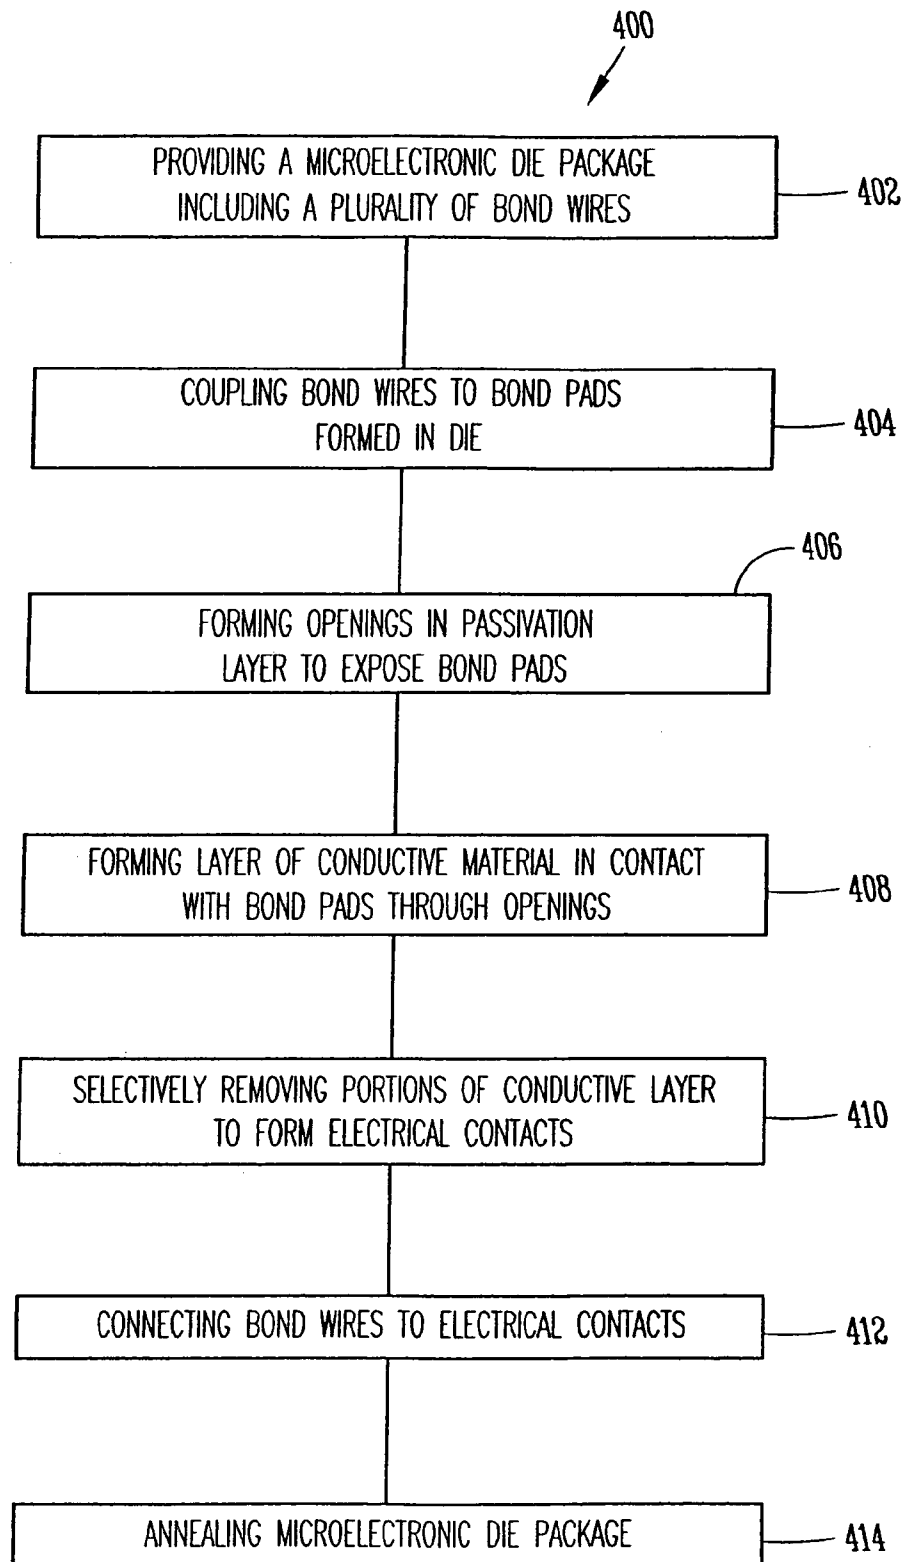 400
PROVIDING A MICROELECTRONIC DIE PACKAGE
INCLUDING A PLURALITY OF BOND WIRES
402
COUPLING BOND WIRES TO BOND PADS
FORMED IN DIE
404
406
FORMING OPENINGS IN PASSIVATION
LAYER TO EXPOSE BOND PADS
FORMING LAYER OF CONDUCTIVE MATERIAL IN CONTACT
WITH BOND PADS THROUGH OPENINGS
408
SELECTIVELY REMOVING PORTIONS OF CONDUCTIVE LAYER
TO FORM ELECTRICAL CONTACTS
410
CONNECTING BOND WIRES TO ELECTRICAL CONTACTS
412
ANNEALING MICROELECTRONIC DIE PACKAGE
414